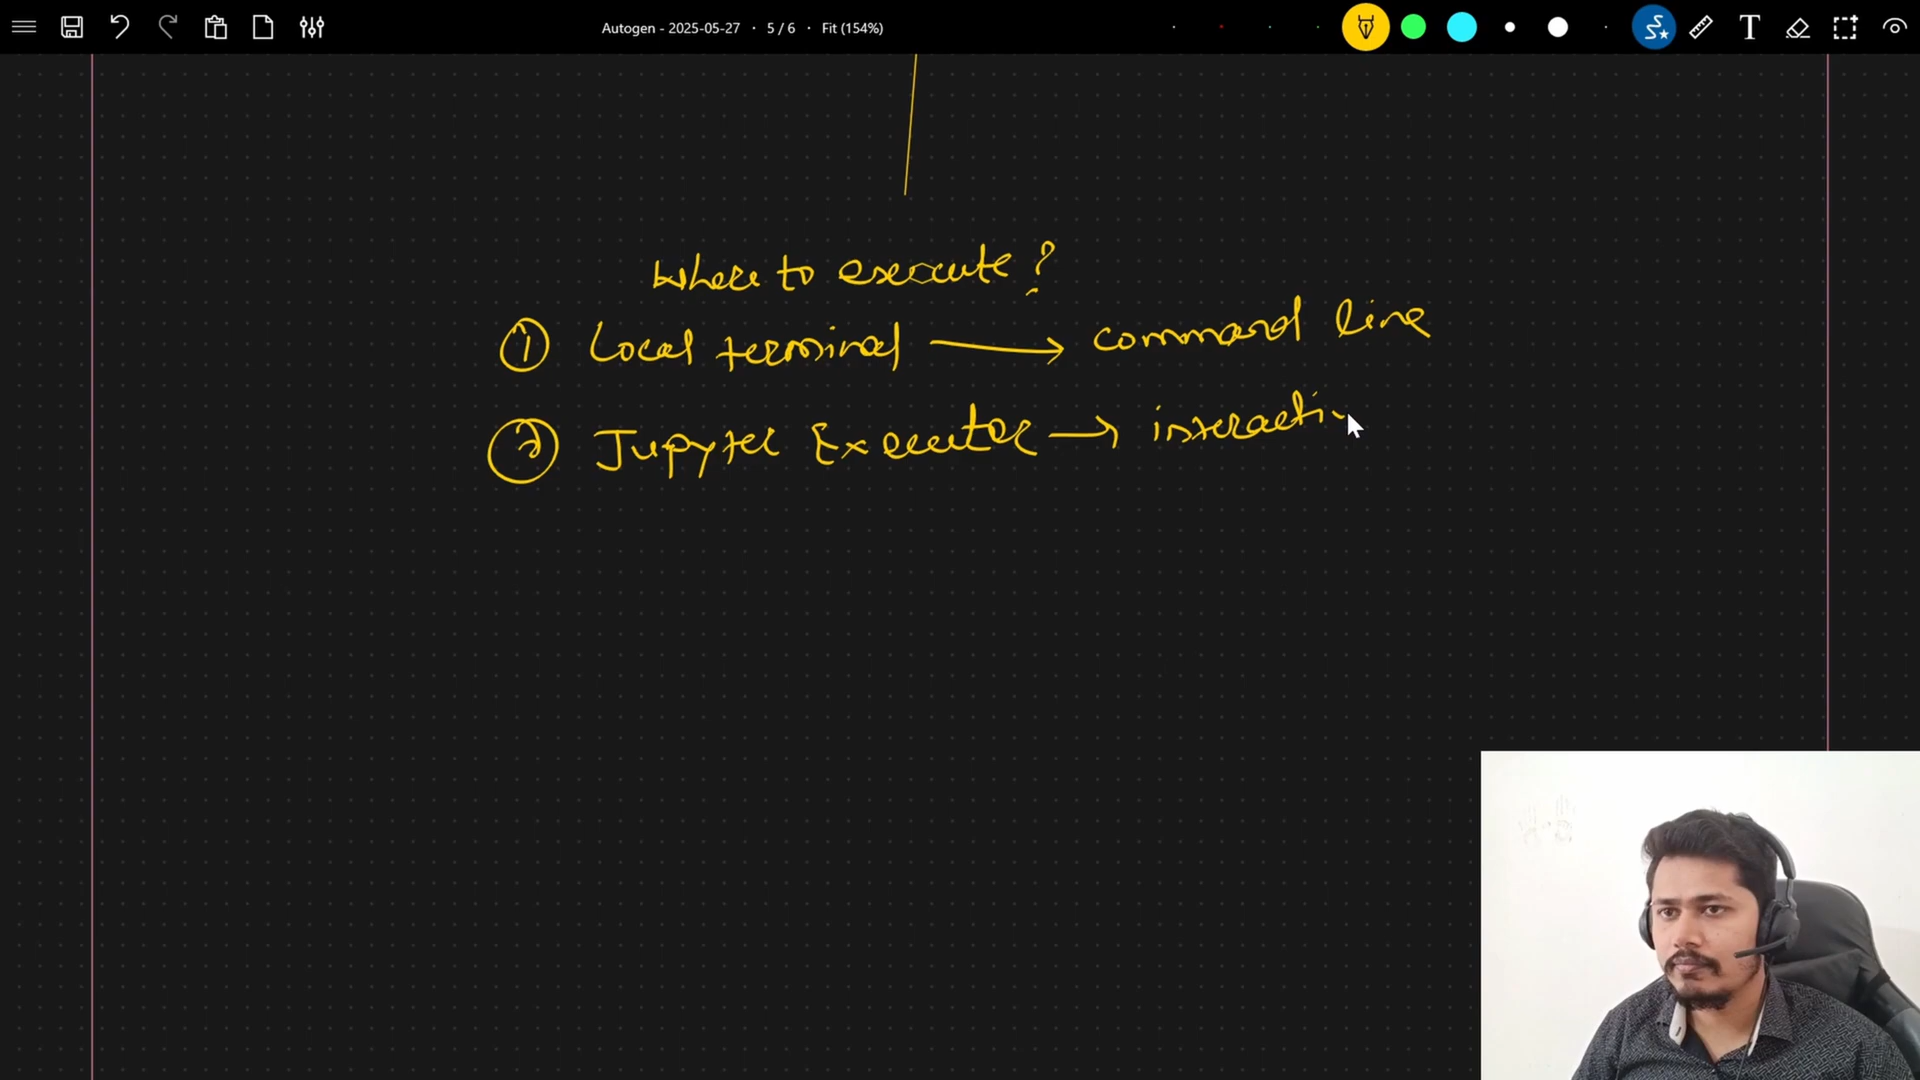 Autogen - 2025-05-27 · 5 / 6 · Fit (154%)
T
Where to execute?
① Local terminal → command line
② Jupyter Executor → interacti